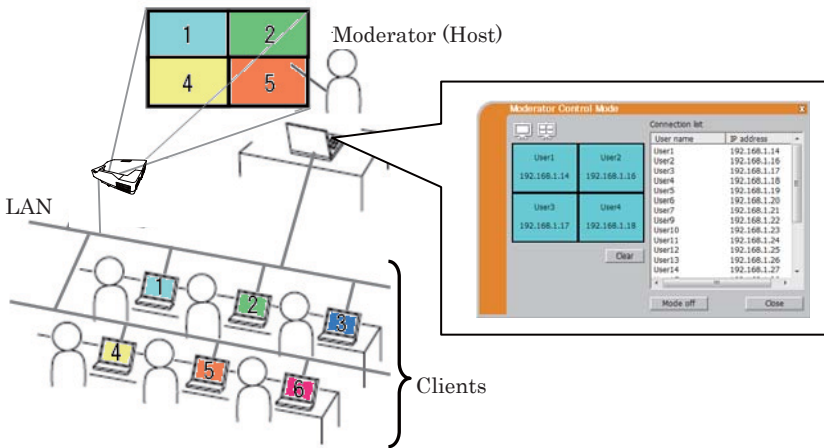 1 2
4 5
Moderator (Host)
LAN
1
2
3
4
5
6
Clients
Moderator Control Mode x
User1
192.168.1.14
User2
192.168.1.16
User3
192.168.1.17
User4
192.168.1.18
Clear
Connection list
User name IP address
User1 192.168.1.14
User2 192.168.1.16
User3 192.168.1.17
User4 192.168.1.18
User5 192.168.1.19
User6 192.168.1.20
User7 192.168.1.21
User9 192.168.1.22
User10 192.168.1.23
User11 192.168.1.24
User12 192.168.1.25
User13 192.168.1.26
User14 192.168.1.27
Mode off Close